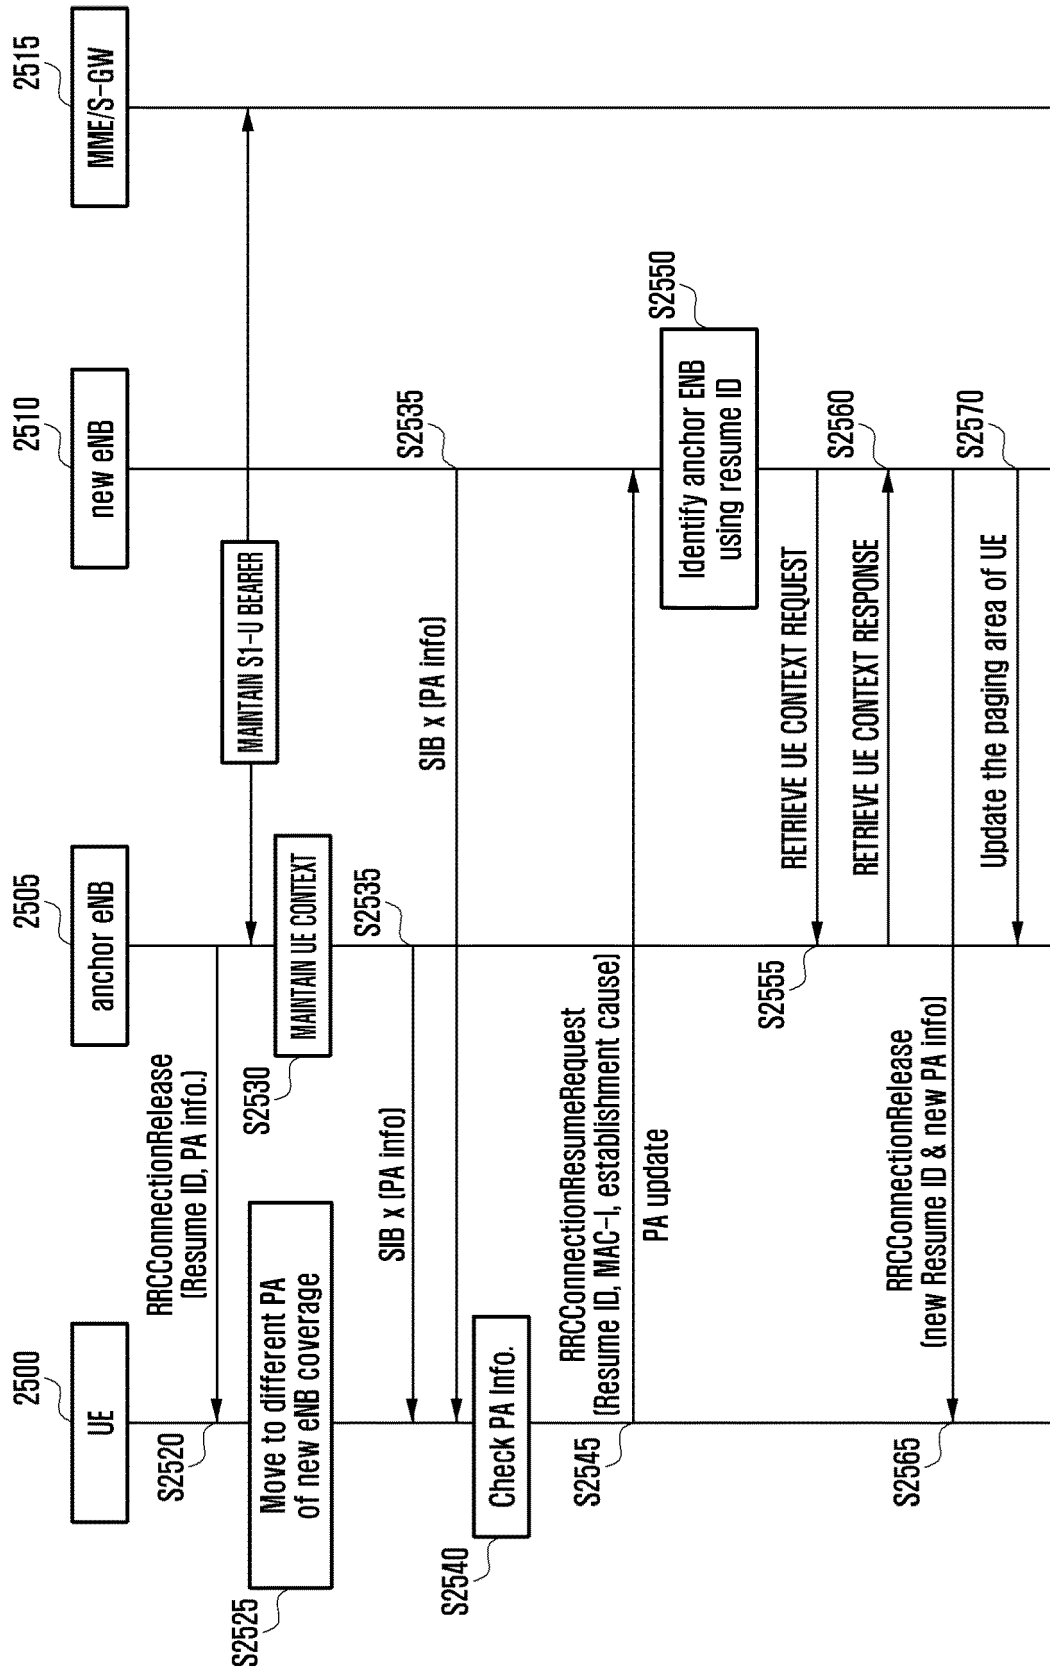 2500
UE
2505
anchor eNB
2510
new eNB
2515
MME/S-GW
RRCConnectionRelease
(Resume ID, PA info.)
S2520
MAINTAIN S1-U BEARER
Move to different PA
of new eNB coverage
S2525
MAINTAIN UE CONTEXT
S2530
SIB x (PA info)
S2535
SIB x (PA info)
S2535
Check PA Info.
S2540
RRCConnectionResumeRequest
(Resume ID, MAC-I, establishment cause)
PA update
S2545
Identify anchor ENB
using resume ID
S2550
RETRIEVE UE CONTEXT REQUEST
S2555
RETRIEVE UE CONTEXT RESPONSE
S2560
RRCConnectionRelease
(new Resume ID & new PA info)
S2565
Update the paging area of UE
S2570